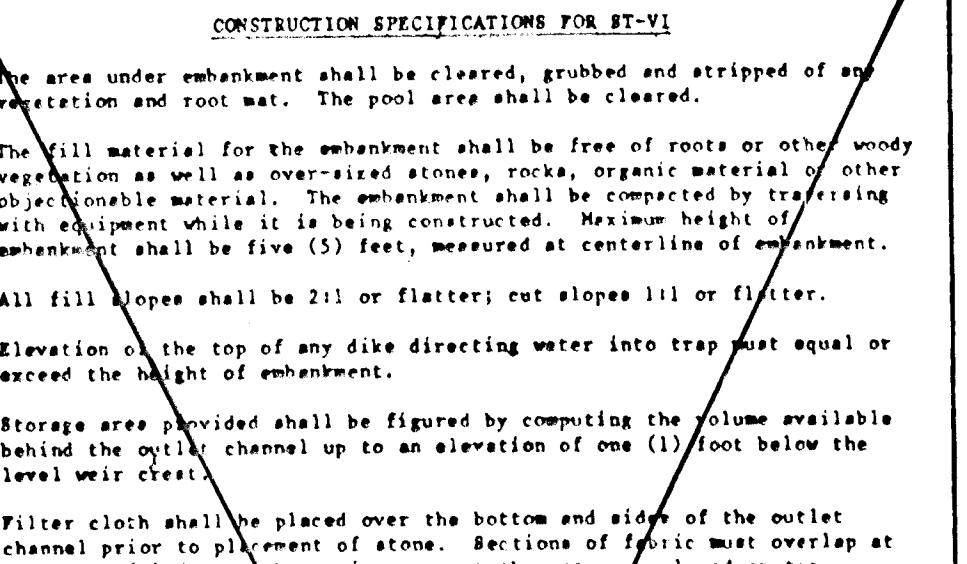 CONSTRUCTION SPECIFICATIONS FOR ST-VI
The area under embankment shall be cleared, grubbed and stripped of any
vegetation and root mat. The pool area shall be cleared.
The fill material for the embankment shall be free of roots or other woody
vegetation as well as over-sized stones, rocks, organic material or other
objectionable material. The embankment shall be compacted by traversing
with equipment while it is being constructed. Maximum height of
embankment shall be five (5) feet, measured at centerline of embankment.
All fill slopes shall be 2:1 or flatter; cut slopes 1:1 or flatter.
Elevation of the top of any dike directing water into trap must equal or
exceed the height of embankment.
Storage area provided shall be figured by computing the volume available
behind the outlet channel up to an elevation of one (1) foot below the
level weir crest.
Filter cloth shall be placed over the bottom and sides of the outlet
channel prior to placement of stone. Sections of fabric must overlap at